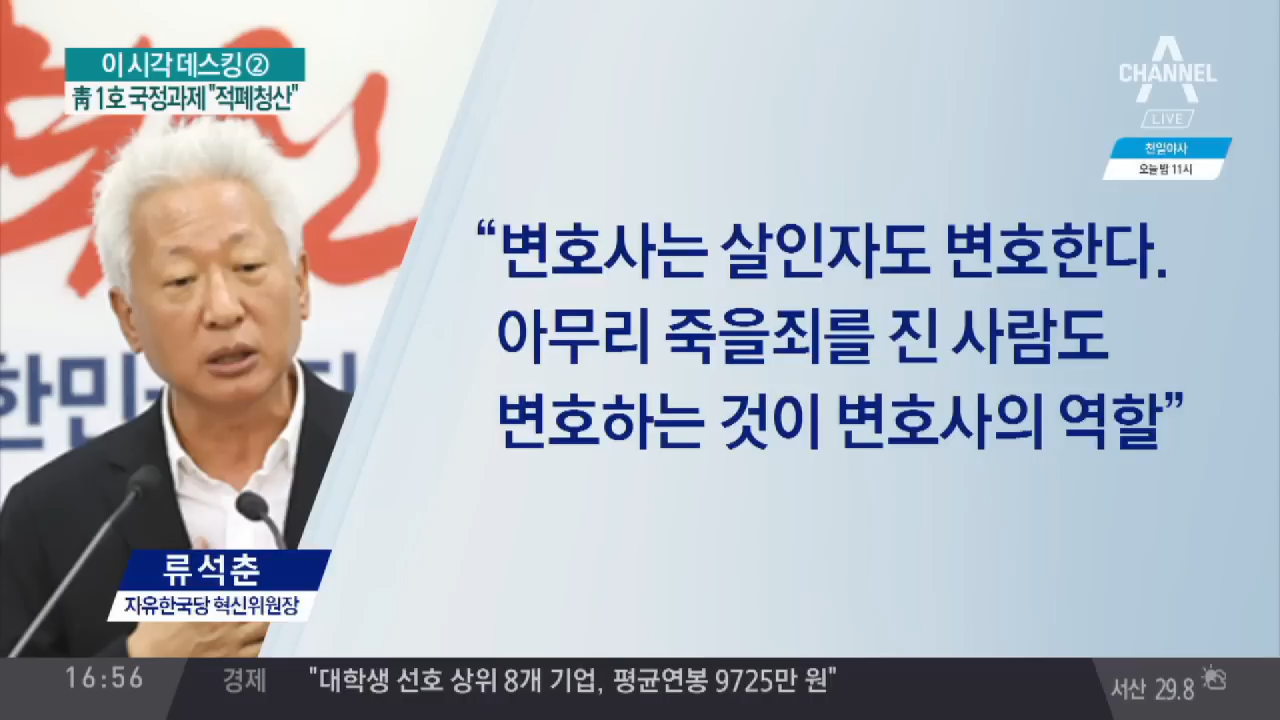 이 시각 데스킹②
靑 1호 국정과제 "적폐청산"
CHANNEL A
LIVE
천일야사
오늘 밤 11시
“변호사는 살인자도 변호한다.
아무리 죽을죄를 진 사람도
변호하는 것이 변호사의 역할”
류석춘
자유한국당 혁신위원장
16:56 경제 "대학생 선호 상위 8개 기업, 평균연봉 9725만 원" 서산 29.8